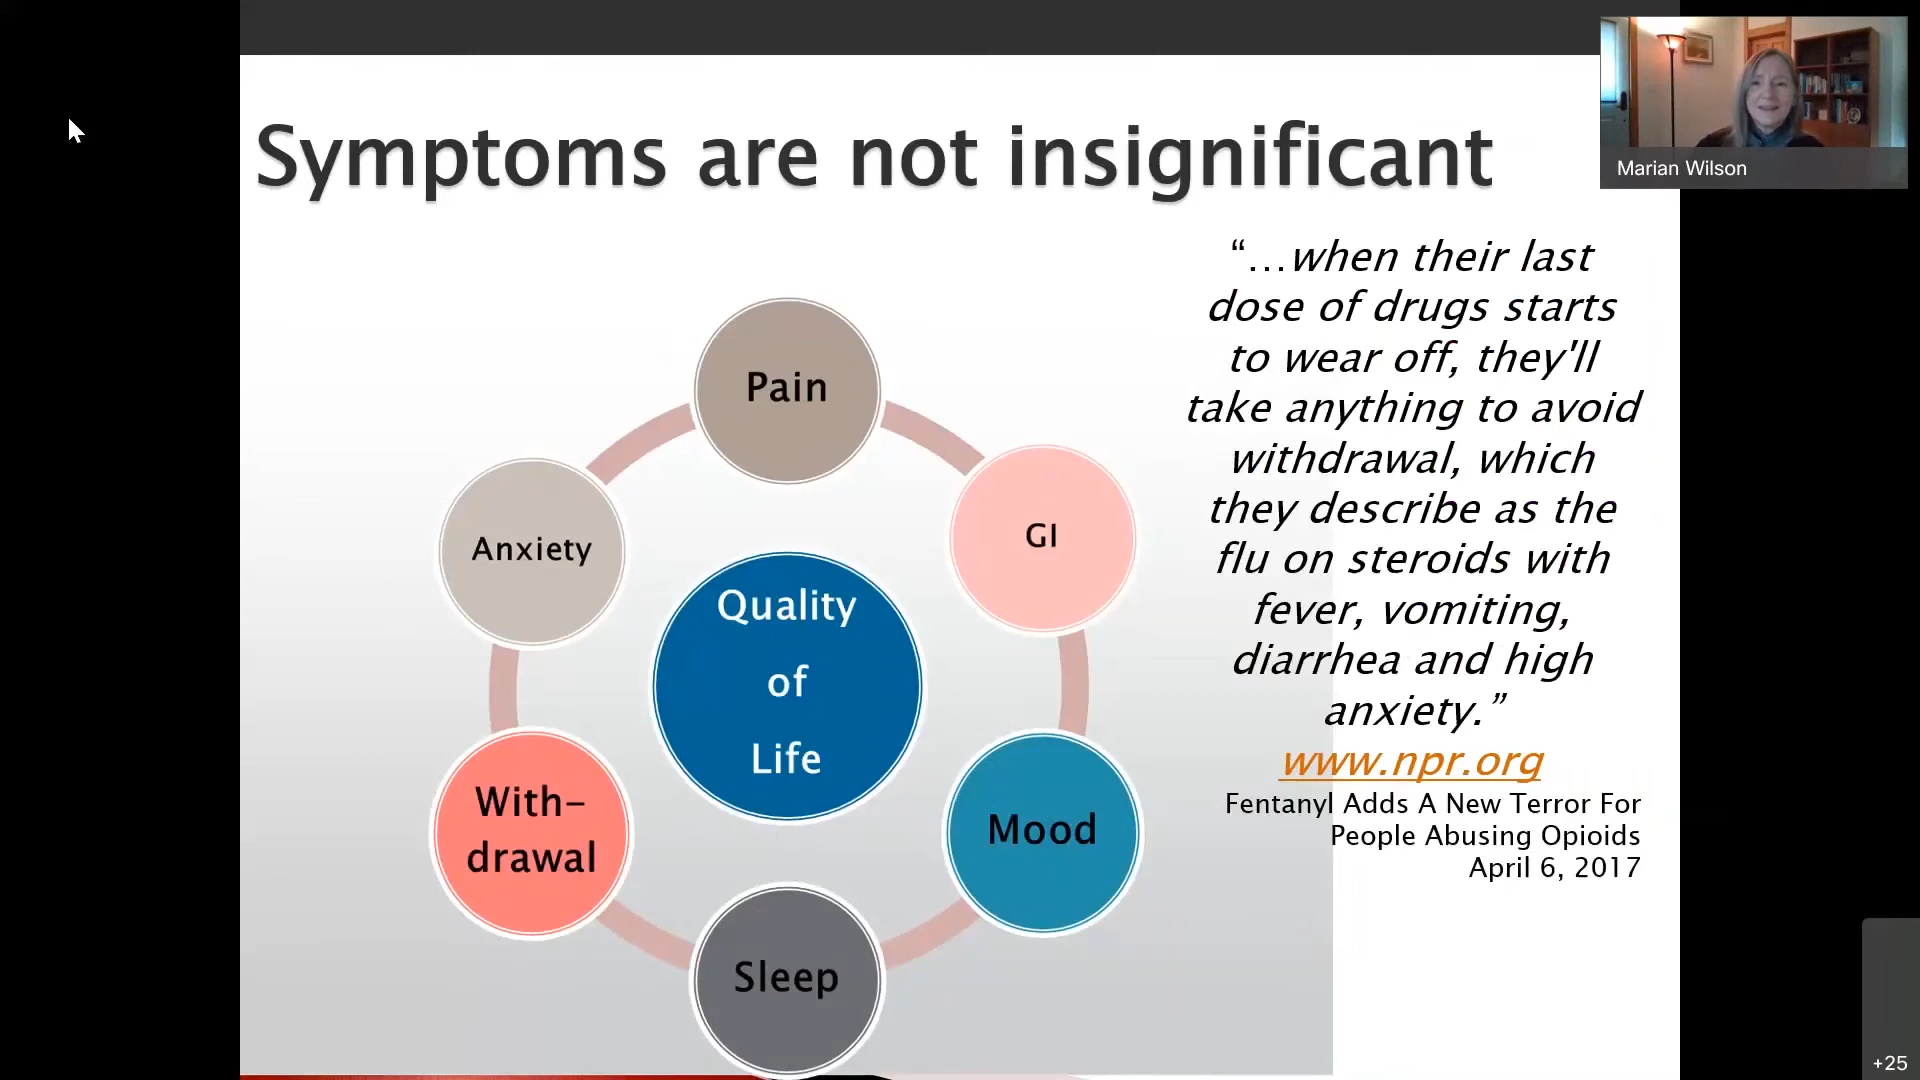 Symptoms are not insignificant
Marian Wilson
Pain
GI
Mood
Sleep
With-
drawal
Anxiety
Quality
of
Life
“...when their last
dose of drugs starts
to wear off, they'll
take anything to avoid
withdrawal, which
they describe as the
flu on steroids with
fever, vomiting,
diarrhea and high
anxiety.”
www.npr.org
Fentanyl Adds A New Terror For
People Abusing Opioids
April 6, 2017
+25